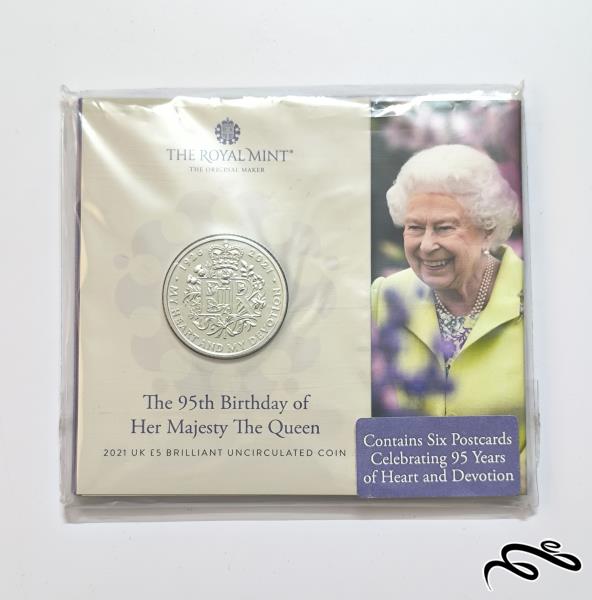 THE ROYAL MINT®
THE ORIGINAL MAKER
MY HEART AND MY DEVOTION · 1926 · 2021 ·
The 95th Birthday of
Her Majesty The Queen
2021 UK £5 BRILLIANT UNCIRCULATED COIN
Contains Six Postcards
Celebrating 95 Years
of Heart and Devotion